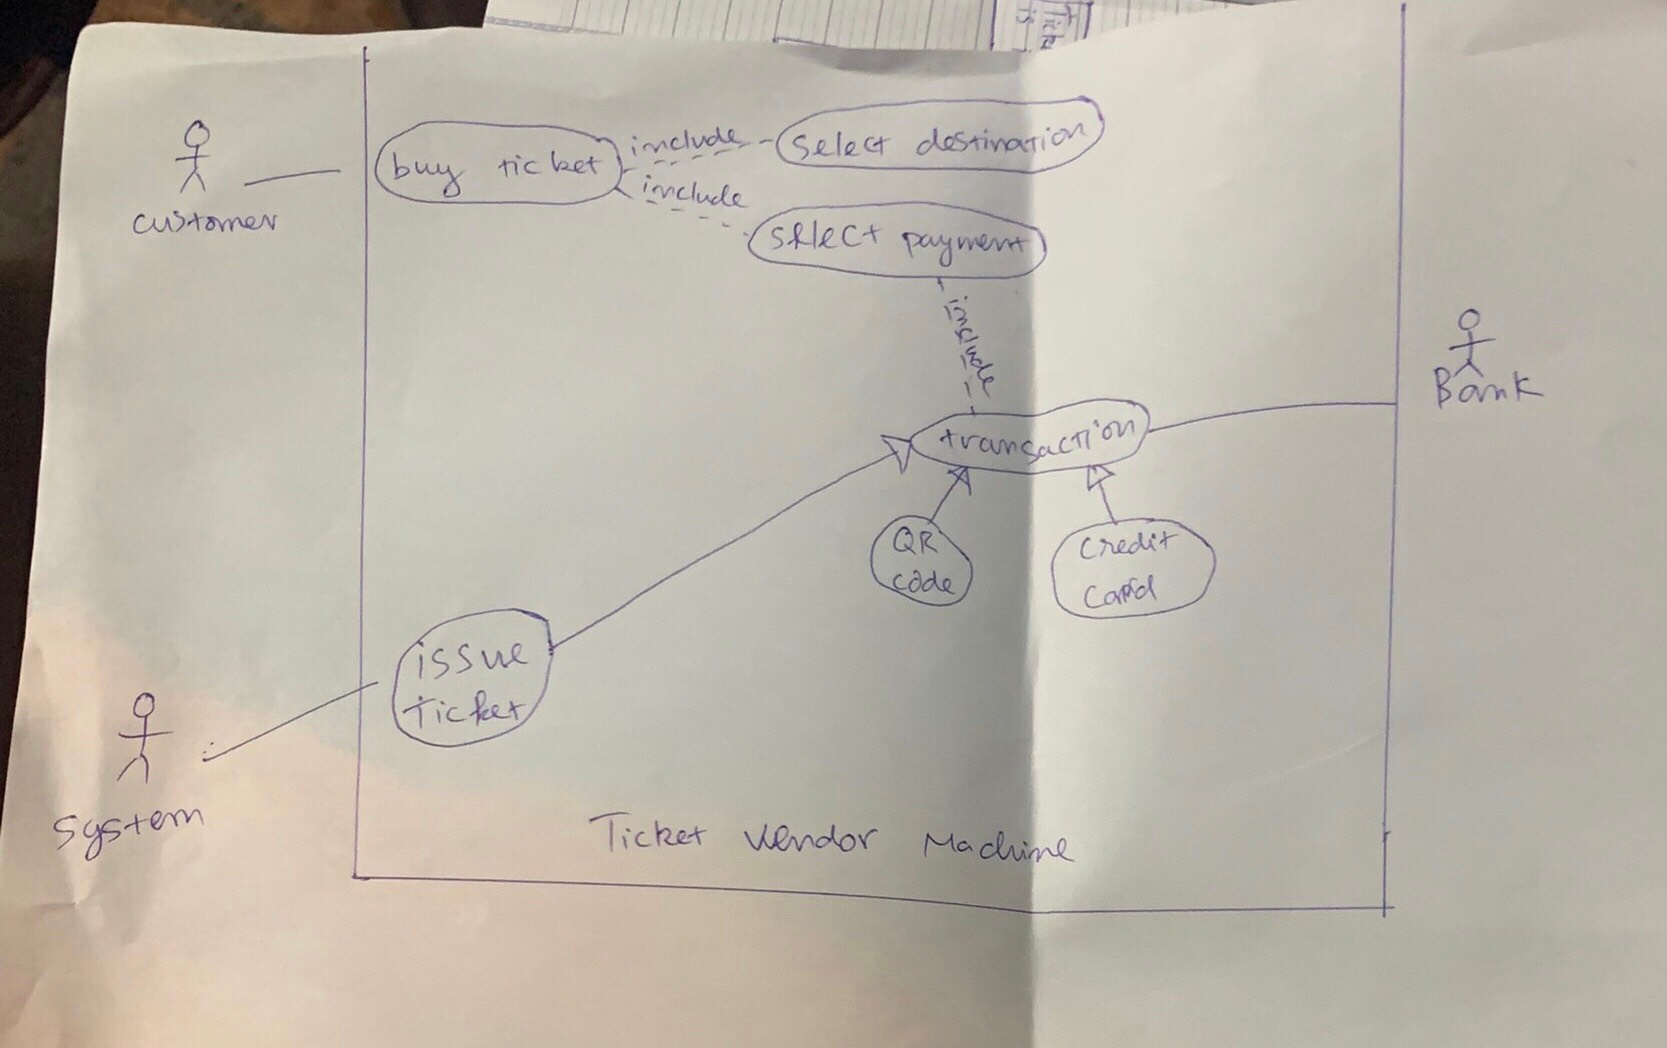 customer
buy ticket
include
select destination
include
select payment
include
Bank
transaction
QR
code
credit
card
issue
ticket
system
Ticket Vendor Machine